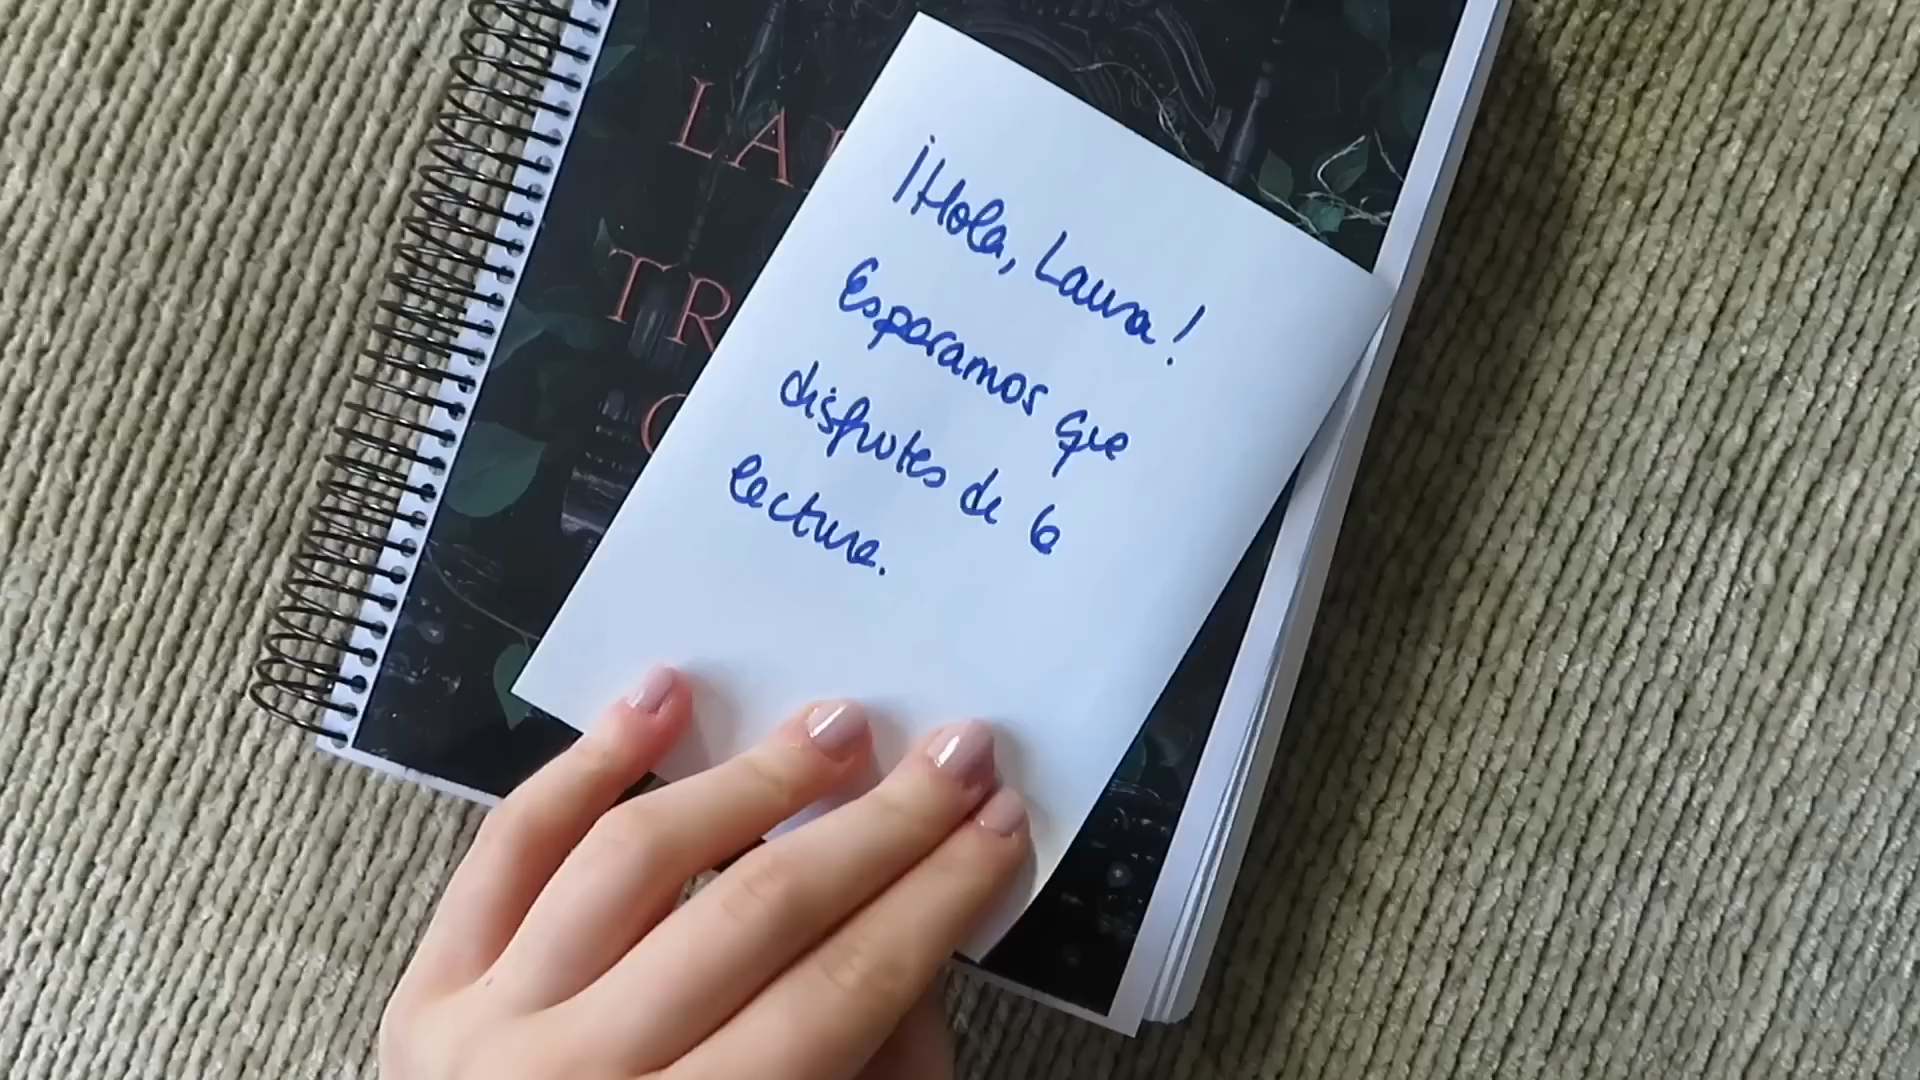 ¡Hola, Laura!
Esperamos que
disfrutes de la
lectura.